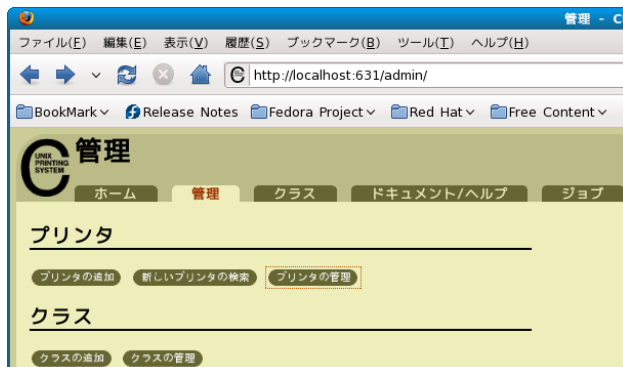 管理 - C
ファイル(F) 編集(E) 表示(V) 履歴(S) ブックマーク(B) ツール(T) ヘルプ(H)
http://localhost:631/admin/
BookMark Release Notes Fedora Project Red Hat Free Content
UNIX
PRINTING
SYSTEM
管理
ホーム 管理 クラス ドキュメント/ヘルプ ジョブ
プリンタ
プリンタの追加 新しいプリンタの検索 プリンタの管理
クラス
クラスの追加 クラスの管理